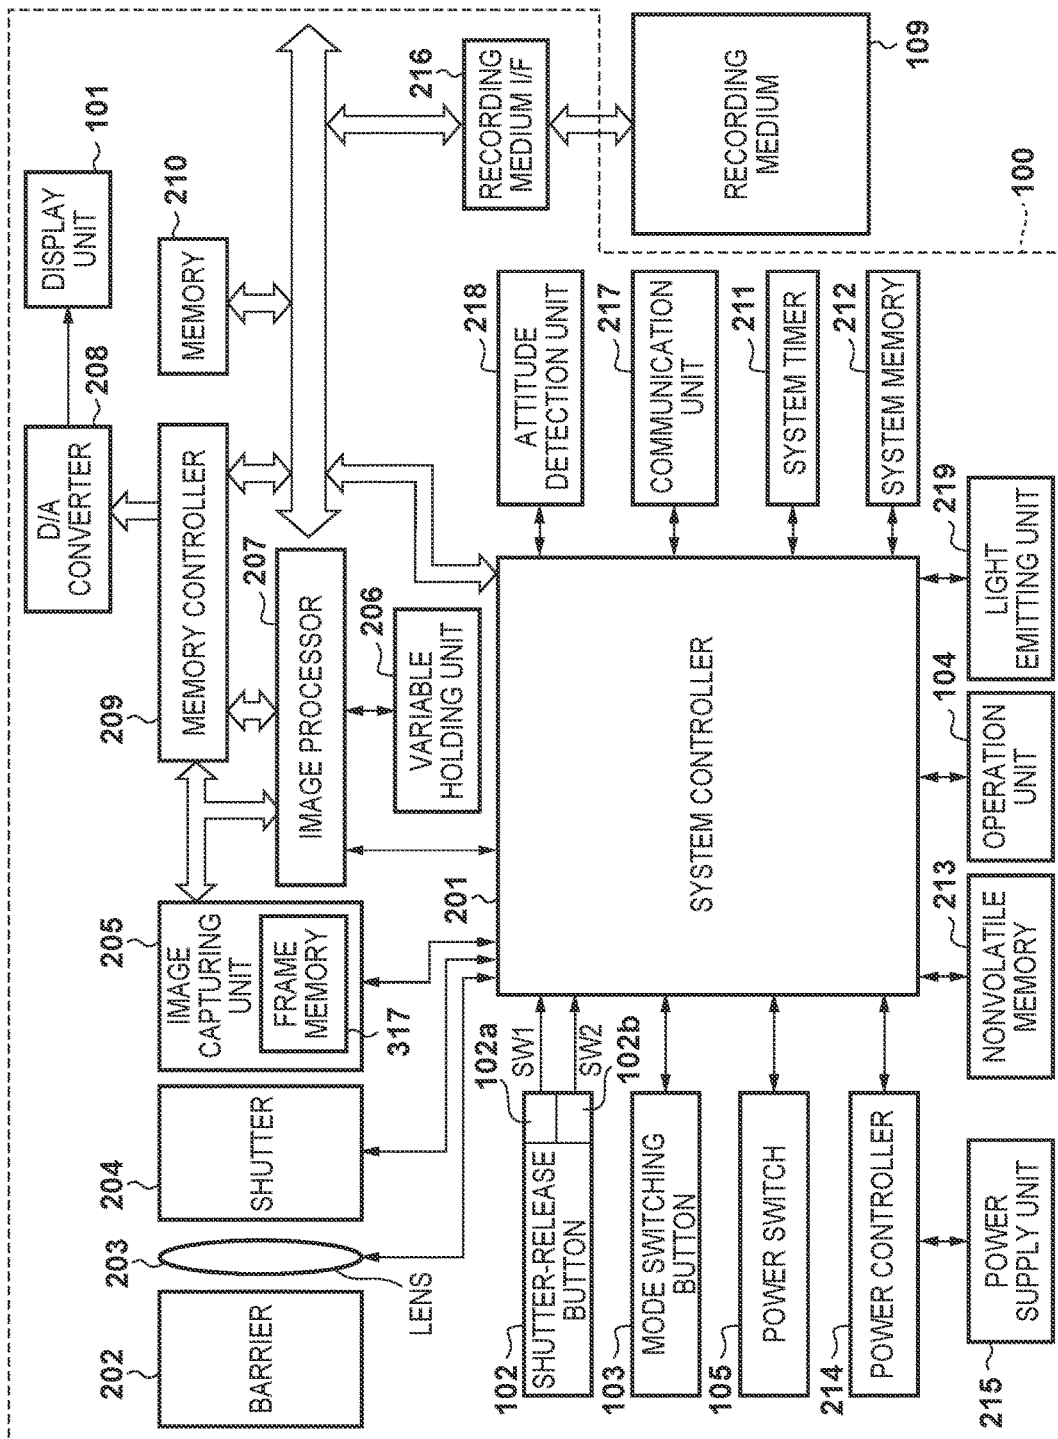 202
BARRIER
203
LENS
204
SHUTTER
205
IMAGE
CAPTURING
UNIT
FRAME
MEMORY
317
209
MEMORY CONTROLLER
D/A
CONVERTER
208
DISPLAY
UNIT
101
MEMORY
210
207
IMAGE PROCESSOR
206
VARIABLE
HOLDING UNIT
216
RECORDING
MEDIUM I/F
RECORDING
MEDIUM
109
100
102
SHUTTER-RELEASE
BUTTON
102a
SW1
SW2
102b
103
MODE SWITCHING
BUTTON
105
POWER SWITCH
214
POWER CONTROLLER
215
POWER
SUPPLY UNIT
201
SYSTEM CONTROLLER
218
ATTITUDE
DETECTION UNIT
217
COMMUNICATION
UNIT
211
SYSTEM TIMER
212
SYSTEM MEMORY
213
NONVOLATILE
MEMORY
104
OPERATION
UNIT
219
LIGHT
EMITTING UNIT